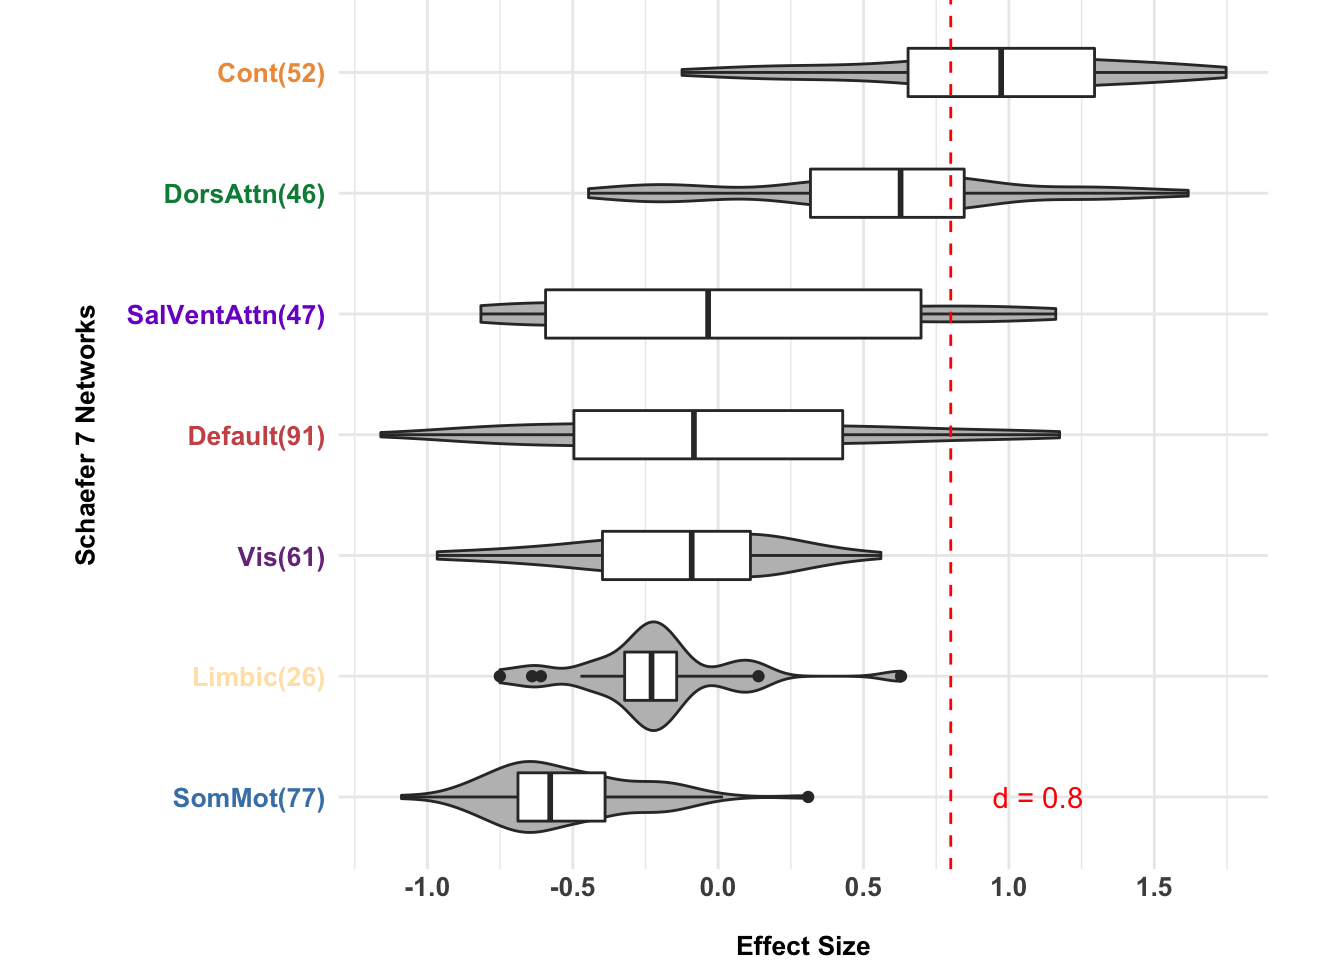 Schaefer 7 Networks
Cont(52)
DorsAttn(46)
SalVentAttn(47)
Default(91)
Vis(61)
Limbic(26)
SomMot(77)
d = 0.8
-1.0 -0.5 0.0 0.5 1.0 1.5
Effect Size